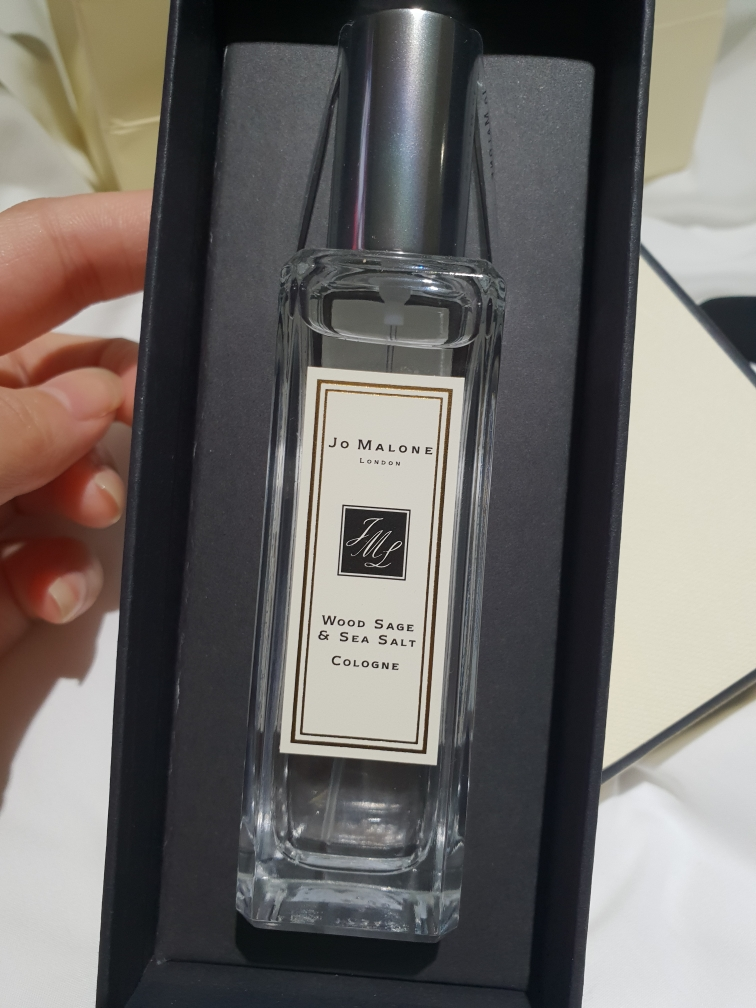 Jo Malone
London
JML
Wood Sage
& Sea Salt
Cologne